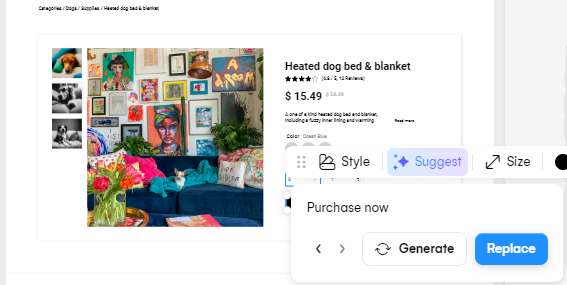 Categories / Dogs / Supplies / Heated dog bed & blanket
A
ROOM
Heated dog bed & blanket
(4.5 / 5, 12 Reviews)
$ 15.49
A one of a kind heated dog bed and blanket,
including a fuzzy inner lining and warming
Read more
Color Ocean Blue
Style
Suggest
Size
Purchase now
Generate
Replace